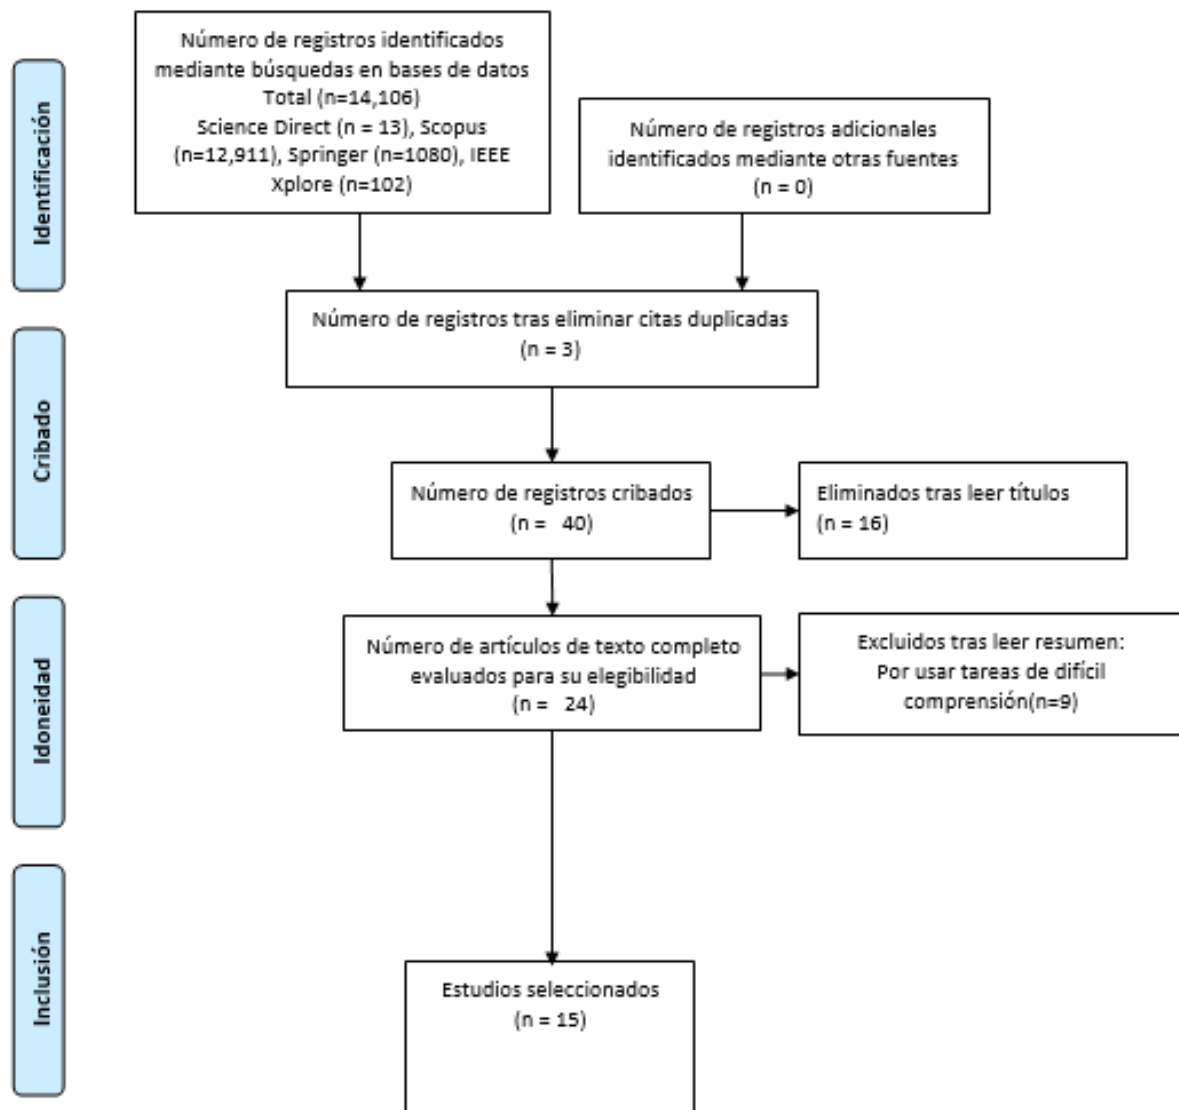 Número de registros identificados
mediante búsquedas en bases de datos
Total (n=14,106)
Science Direct (n = 13), Scopus
(n=12,911), Springer (n=1080), IEEE
Xplore (n=102)
Número de registros adicionales
identificados mediante otras fuentes
(n = 0)
Identificación
Número de registros tras eliminar citas duplicadas
(n = 3)
Cribado
Número de registros cribados
(n =   40)
Eliminados tras leer títulos
(n = 16)
Idoneidad
Número de artículos de texto completo
evaluados para su elegibilidad
(n =   24)
Excluidos tras leer resumen:
Por usar tareas de difícil
comprensión(n=9)
Inclusión
Estudios seleccionados
(n = 15)